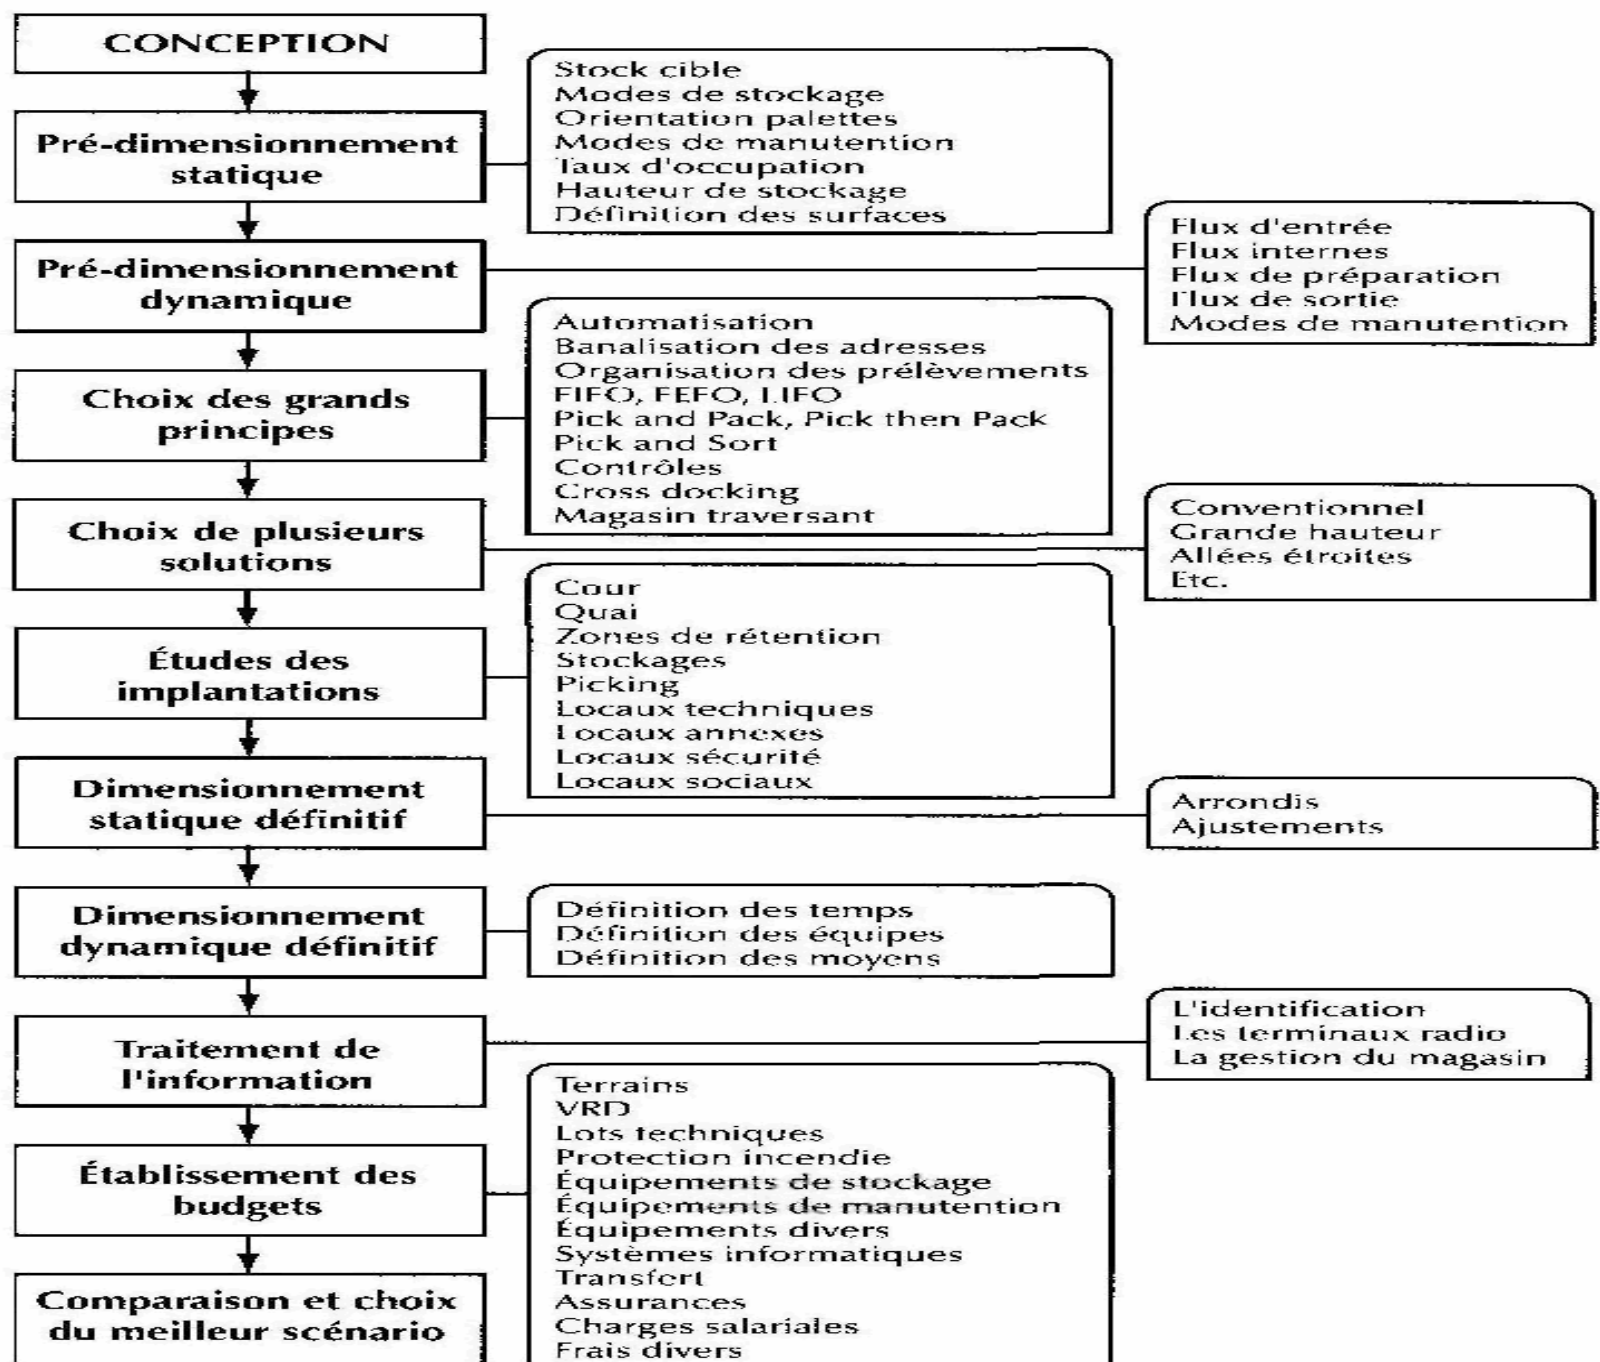 CONCEPTION
Stock cible
Modes de stockage
Orientation palettes
Modes de manutention
Taux d'occupation
Hauteur de stockage
Définition des surfaces
Pré-dimensionnement
statique
Flux d'entrée
Flux internes
Flux de préparation
Flux de sortie
Modes de manutention
Pré-dimensionnement
dynamique
Automatisation
Banalisation des adresses
Organisation des prélèvements
FIFO, FEFO, LIFO
Pick and Pack, Pick then Pack
Pick and Sort
Contrôles
Cross docking
Magasin traversant
Choix des grands
principes
Conventionnel
Grande hauteur
Allées étroites
Etc.
Choix de plusieurs
solutions
Cour
Quai
Zones de rétention
Stockages
Picking
Locaux techniques
Locaux annexes
Locaux sécurité
Locaux sociaux
Études des
implantations
Arrondis
Ajustements
Dimensionnement
statique définitif
Définition des temps
Définition des équipes
Définition des moyens
Dimensionnement
dynamique définitif
L'identification
Les terminaux radio
La gestion du magasin
Traitement de
l'information
Terrains
VRD
Lots techniques
Protection incendie
Équipements de stockage
Équipements de manutention
Équipements divers
Systèmes informatiques
Transfert
Assurances
Charges salariales
Frais divers
Établissement des
budgets
Comparaison et choix
du meilleur scénario